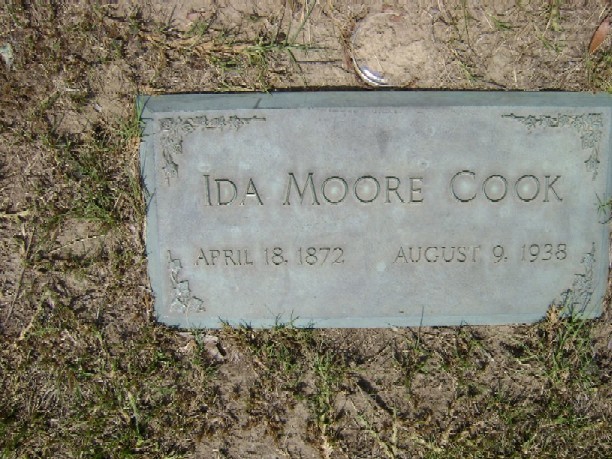 IDA MOORE COOK
APRIL 18. 1872 AUGUST 9. 1938